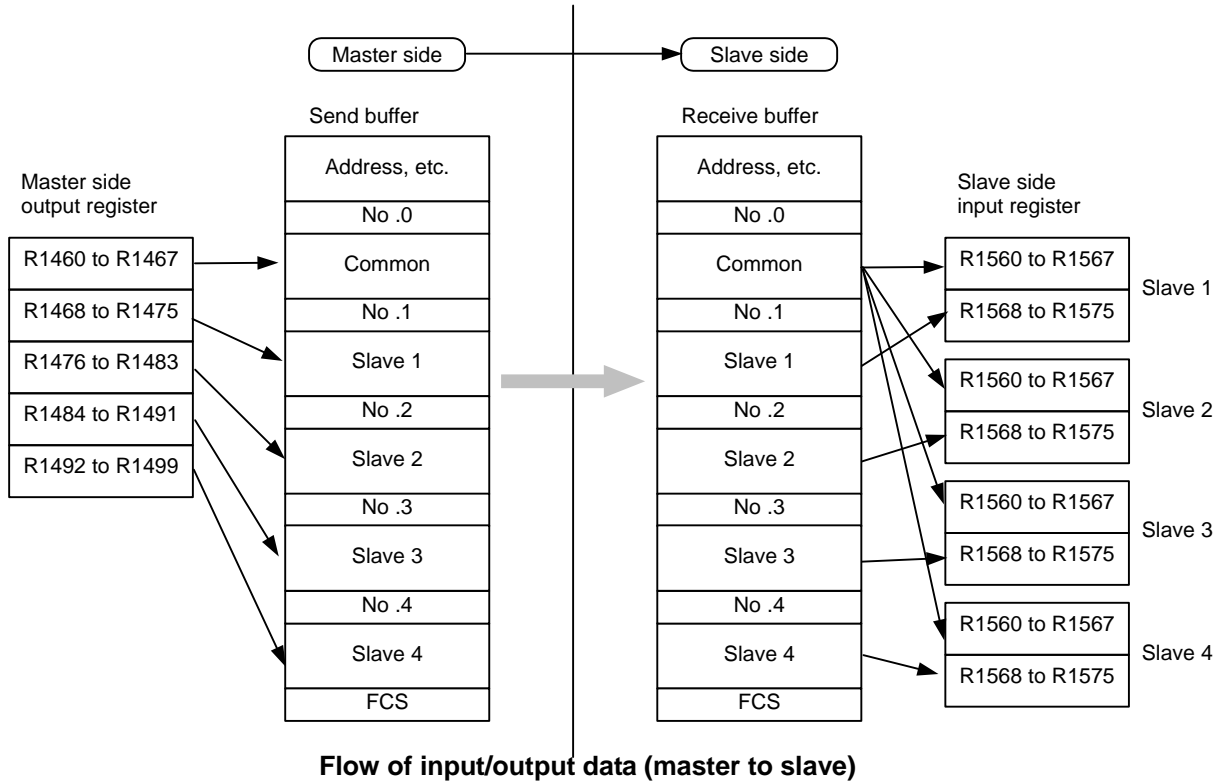 Master side
Slave side
Send buffer
Receive buffer
Master side
output register
R1460 to R1467
R1468 to R1475
R1476 to R1483
R1484 to R1491
R1492 to R1499
Address, etc.
No .0
Common
No .1
Slave 1
No .2
Slave 2
No .3
Slave 3
No .4
Slave 4
FCS
Address, etc.
No .0
Common
No .1
Slave 1
No .2
Slave 2
No .3
Slave 3
No .4
Slave 4
FCS
Slave side
input register
R1560 to R1567
R1568 to R1575
Slave 1
R1560 to R1567
R1568 to R1575
Slave 2
R1560 to R1567
R1568 to R1575
Slave 3
R1560 to R1567
R1568 to R1575
Slave 4
Flow of input/output data (master to slave)